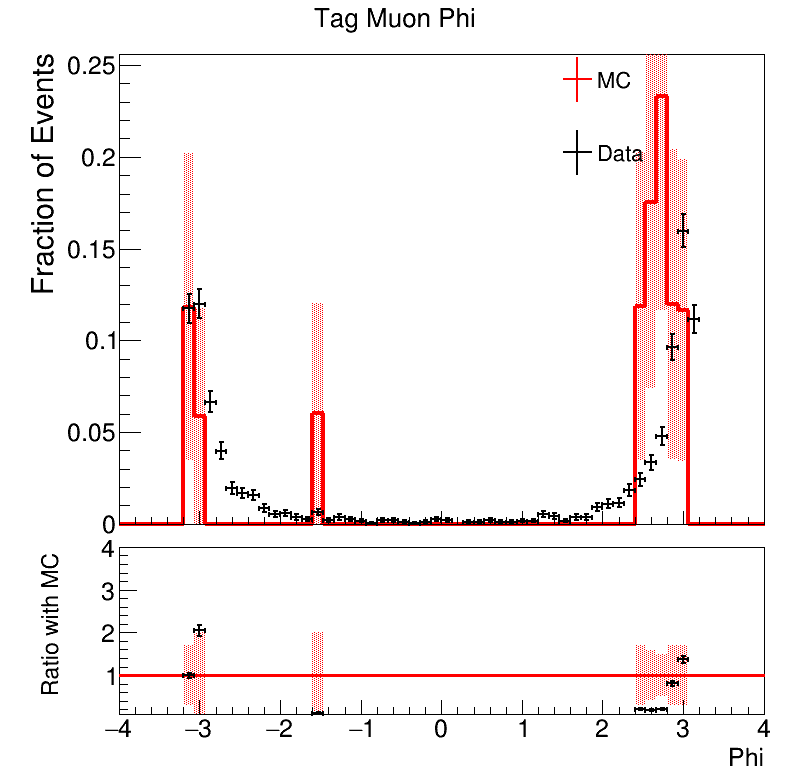 Tag Muon Phi
Fraction of Events
0.25
0.2
0.15
0.1
0.05
0
MC
Data
Ratio with MC
4
3
2
1
−4 −3 −2 −1 0 1 2 3 4
Phi